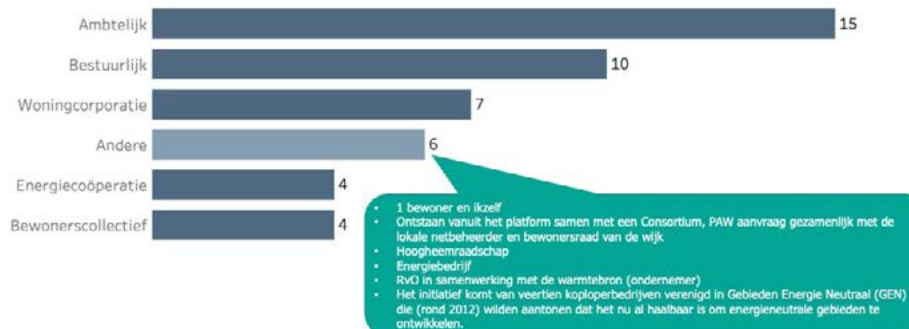 Ambtelijk 15
Bestuurlijk 10
Woningcorporatie 7
Andere 6
Energiecoöperatie 4
Bewonerscollectief 4
• 1 bewoner en ikzelf
• Ontstaan vanuit het platform samen met een Consortium, PAW aanvraag gezamenlijk met de
lokale netbeheerder en bewonersraad van de wijk
• Hoogheemraadschap
• Energiebedrijf
• RvO in samenwerking met de warmtebron (ondernemer)
• Het initiatief komt van veertien koploperbedrijven verenigd in Gebieden Energie Neutraal (GEN)
die (rond 2012) wilden aantonen dat het nu al haalbaar is om energieneutrale gebieden te
ontwikkelen.